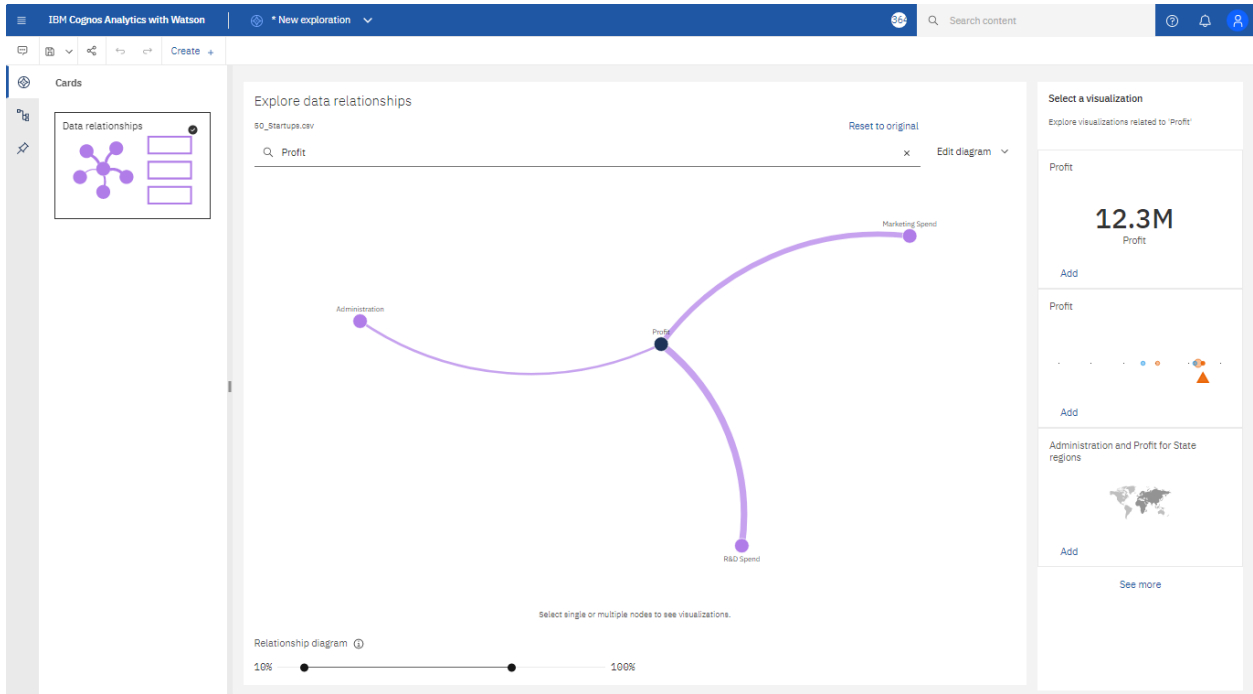 IBM Cognos Analytics with Watson
* New exploration
364
Search content
Create +
Cards
Data relationships
Explore data relationships
50_Startups.csv
Reset to original
Profit
Edit diagram
Marketing Spend
Administration
Profit
R&D Spend
Select single or multiple nodes to see visualizations.
Relationship diagram
10%
100%
Select a visualization
Explore visualizations related to 'Profit'
Profit
12.3M
Profit
Add
Profit
Add
Administration and Profit for State
regions
Add
See more